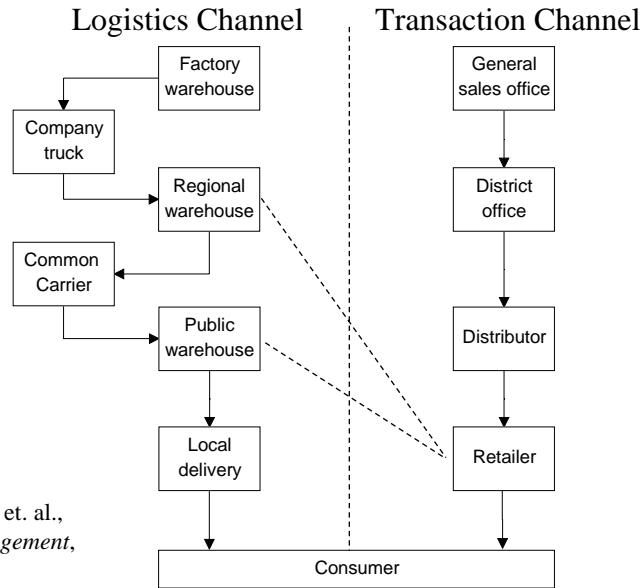 Logistics Channel
Transaction Channel
Factory
warehouse
General
sales office
Company
truck
Regional
warehouse
District
office
Common
Carrier
Public
warehouse
Distributor
Local
delivery
Retailer
et. al.,
gement,
Consumer